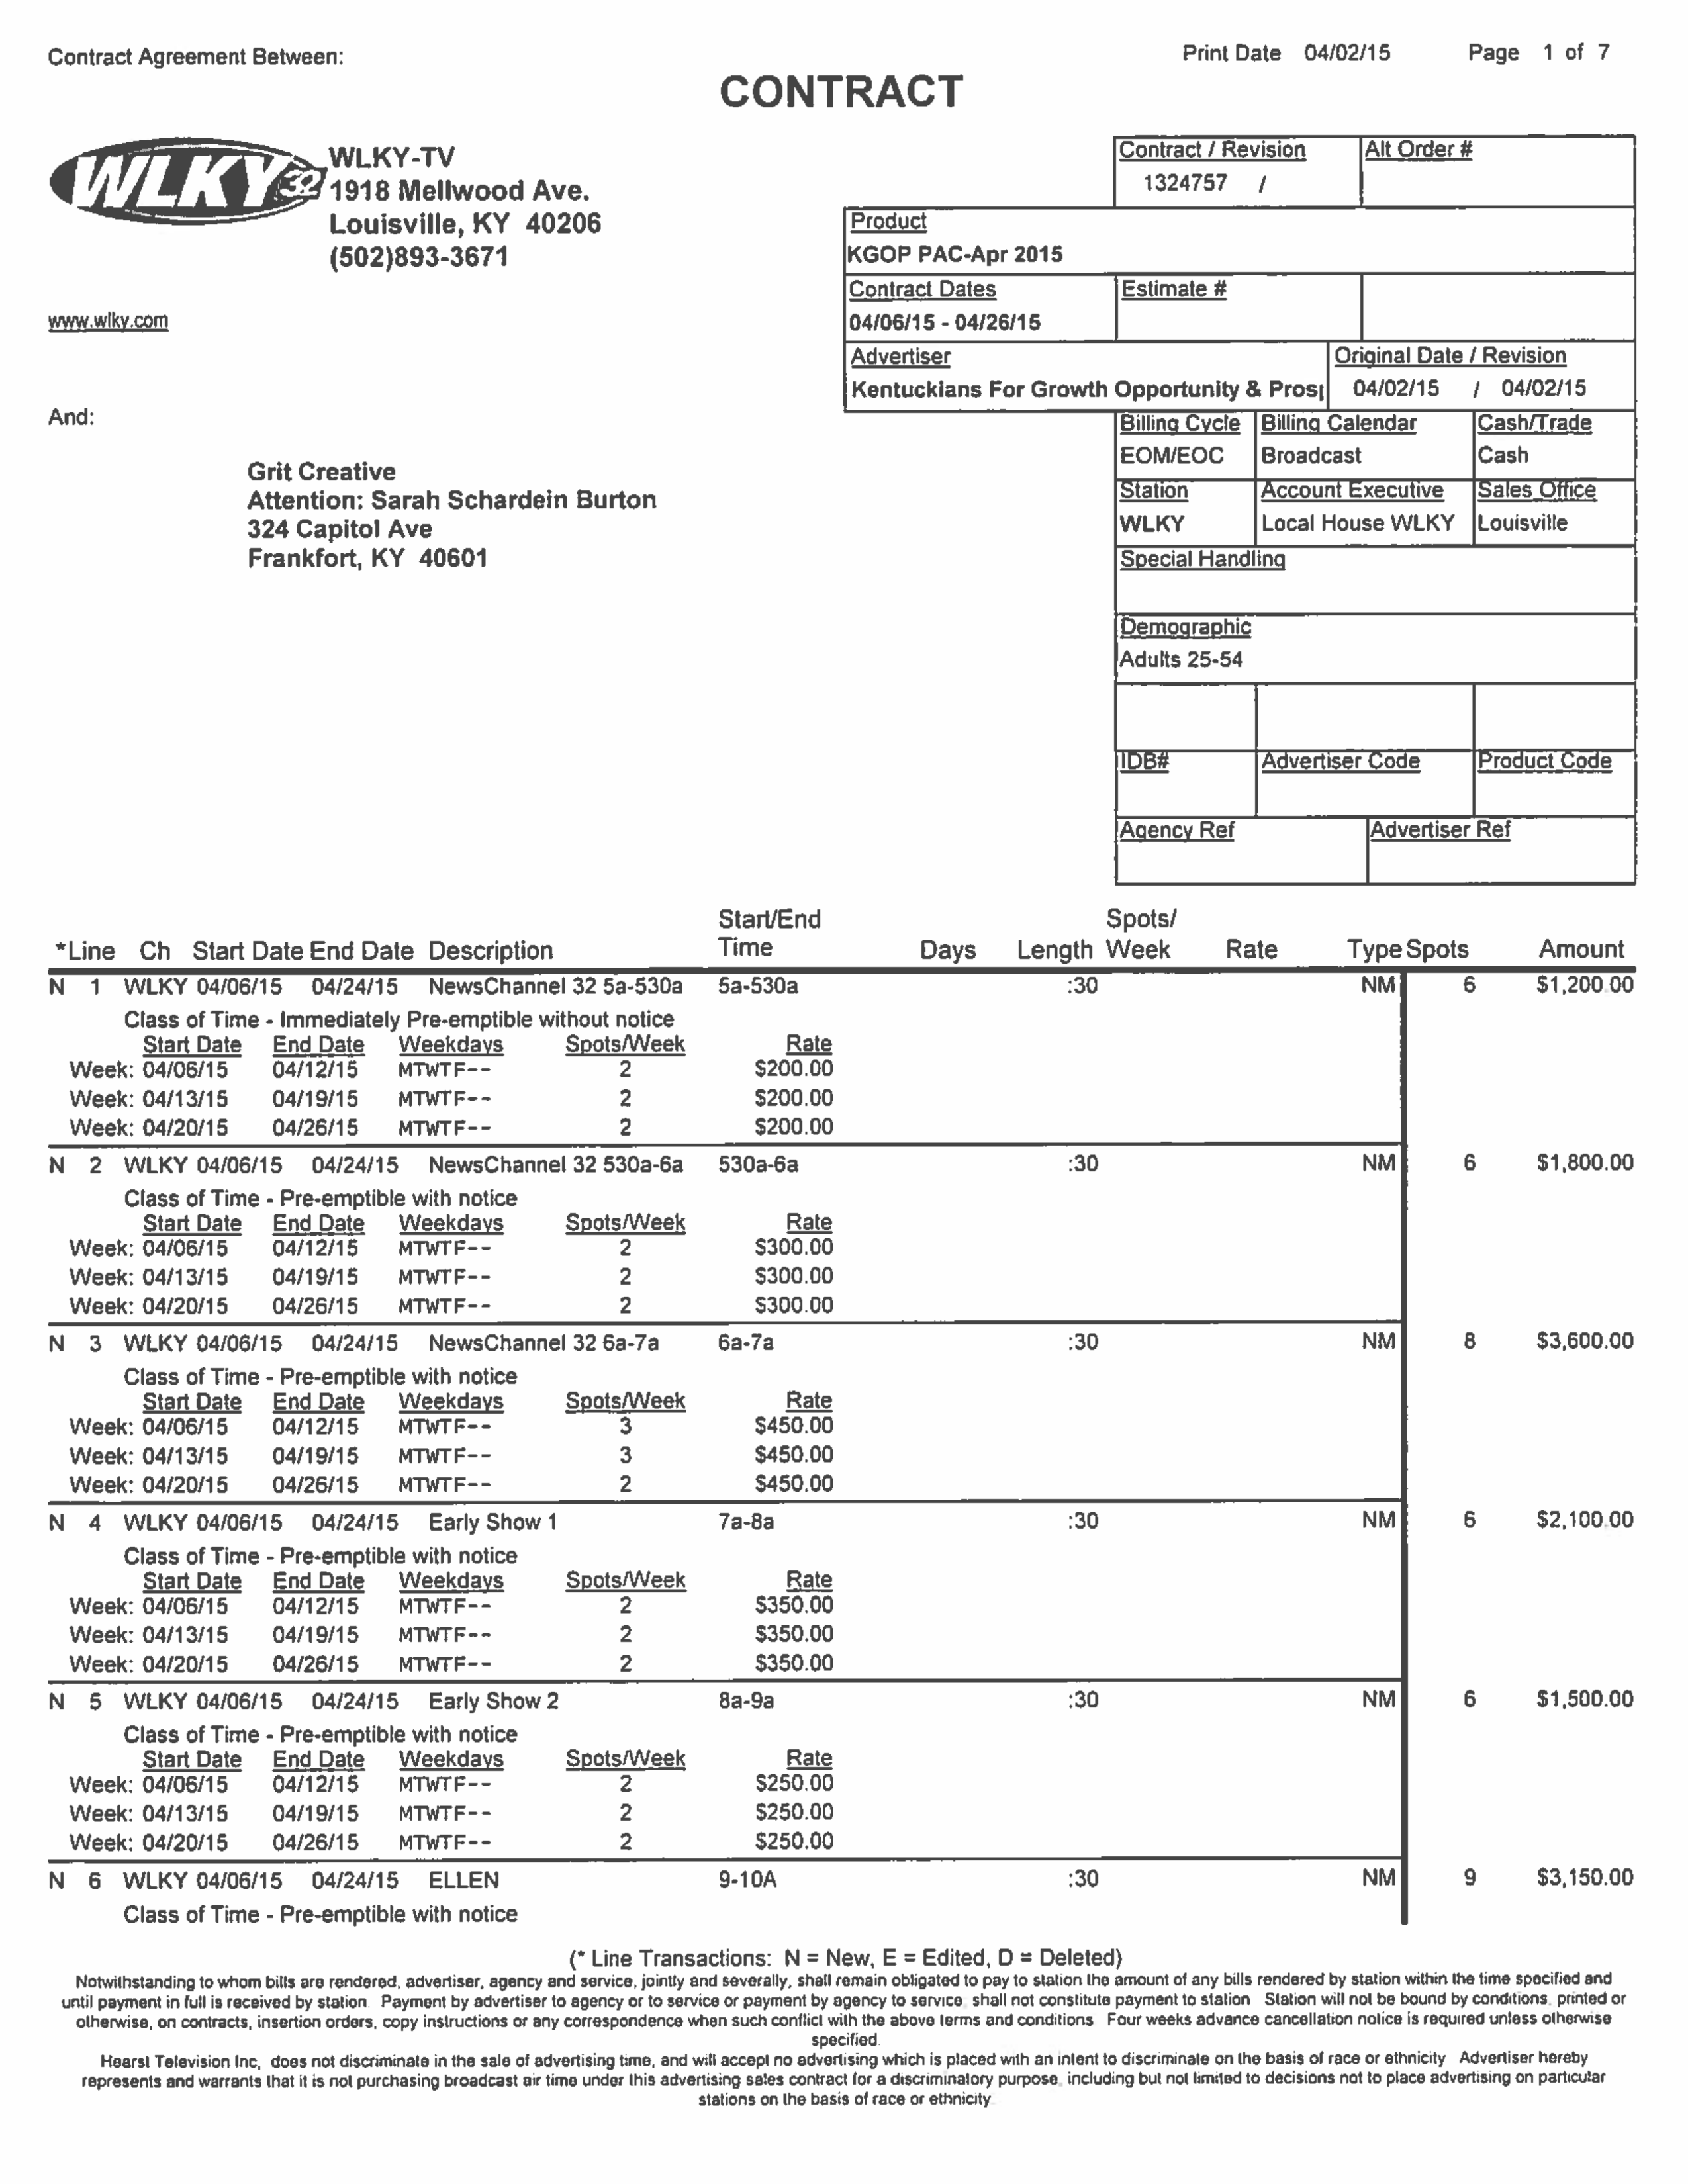 Contract Agreement Between:
Print Date 04/02/15 Page 1 of 7
CONTRACT
WLKY 32
WLKY-TV
1918 Mellwood Ave.
Louisville, KY 40206
(502)893-3671
www.wlky.com
And:
Grit Creative
Attention: Sarah Schardein Burton
324 Capitol Ave
Frankfort, KY 40601
Contract / Revision Alt Order #
1324757 /
Product
KGOP PAC-Apr 2015
Contract Dates Estimate #
04/06/15 - 04/26/15
Advertiser Original Date / Revision
Kentuckians For Growth Opportunity & Prosp 04/02/15 / 04/02/15
Billing Cycle Billing Calendar Cash/Trade
EOM/EOC Broadcast Cash
Station Account Executive Sales Office
WLKY Local House WLKY Louisville
Special Handling
Demographic
Adults 25-54
IDB# Advertiser Code Product Code
Agency Ref Advertiser Ref
Start/End Spots/
*Line Ch Start Date End Date Description Time Days Length Week Rate Type Spots Amount
N 1 WLKY 04/06/15 04/24/15 NewsChannel 32 5a-530a 5a-530a :30 NM 6 $1,200.00
Class of Time - Immediately Pre-emptible without notice
Start Date End Date Weekdays Spots/Week Rate
Week: 04/06/15 04/12/15 MTWTF-- 2 $200.00
Week: 04/13/15 04/19/15 MTWTF-- 2 $200.00
Week: 04/20/15 04/26/15 MTWTF-- 2 $200.00
N 2 WLKY 04/06/15 04/24/15 NewsChannel 32 530a-6a 530a-6a :30 NM 6 $1,800.00
Class of Time - Pre-emptible with notice
Start Date End Date Weekdays Spots/Week Rate
Week: 04/06/15 04/12/15 MTWTF-- 2 $300.00
Week: 04/13/15 04/19/15 MTWTF-- 2 $300.00
Week: 04/20/15 04/26/15 MTWTF-- 2 $300.00
N 3 WLKY 04/06/15 04/24/15 NewsChannel 32 6a-7a 6a-7a :30 NM 8 $3,600.00
Class of Time - Pre-emptible with notice
Start Date End Date Weekdays Spots/Week Rate
Week: 04/06/15 04/12/15 MTWTF-- 3 $450.00
Week: 04/13/15 04/19/15 MTWTF-- 3 $450.00
Week: 04/20/15 04/26/15 MTWTF-- 2 $450.00
N 4 WLKY 04/06/15 04/24/15 Early Show 1 7a-8a :30 NM 6 $2,100.00
Class of Time - Pre-emptible with notice
Start Date End Date Weekdays Spots/Week Rate
Week: 04/06/15 04/12/15 MTWTF-- 2 $350.00
Week: 04/13/15 04/19/15 MTWTF-- 2 $350.00
Week: 04/20/15 04/26/15 MTWTF-- 2 $350.00
N 5 WLKY 04/06/15 04/24/15 Early Show 2 8a-9a :30 NM 6 $1,500.00
Class of Time - Pre-emptible with notice
Start Date End Date Weekdays Spots/Week Rate
Week: 04/06/15 04/12/15 MTWTF-- 2 $250.00
Week: 04/13/15 04/19/15 MTWTF-- 2 $250.00
Week: 04/20/15 04/26/15 MTWTF-- 2 $250.00
N 6 WLKY 04/06/15 04/24/15 ELLEN 9-10A :30 NM 9 $3,150.00
Class of Time - Pre-emptible with notice
(* Line Transactions: N = New, E = Edited, D = Deleted)
Notwithstanding to whom bills are rendered, advertiser, agency and service, jointly and severally, shall remain obligated to pay to station the amount of any bills rendered by station within the time specified and
until payment in full is received by station. Payment by advertiser to agency or to service or payment by agency to service, shall not constitute payment to station Station will not be bound by conditions, printed or
otherwise, on contracts, insertion orders, copy instructions or any correspondence when such conflict with the above terms and conditions Four weeks advance cancellation notice is required unless otherwise
specified.
Hearst Television Inc, does not discriminate in the sale of advertising time, and will accept no advertising which is placed with an intent to discriminate on the basis of race or ethnicity Advertiser hereby
represents and warrants that it is not purchasing broadcast air time under this advertising sales contract for a discriminatory purpose, including but not limited to decisions not to place advertising on particular
stations on the basis of race or ethnicity.